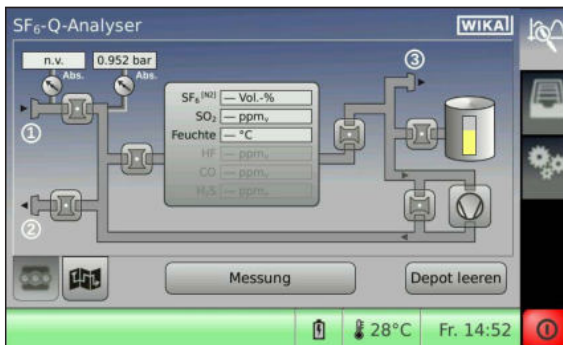 SF₆-Q-Analyser
WIKA
n.v.
0.952 bar
Abs.
Abs.
③
①
②
SF₆ [N2] — Vol.-%
SO₂ — ppmᵥ
Feuchte — °C
HF — ppmᵥ
CO — ppmᵥ
H₂S — ppmᵥ
Messung
Depot leeren
28°C
Fr. 14:52